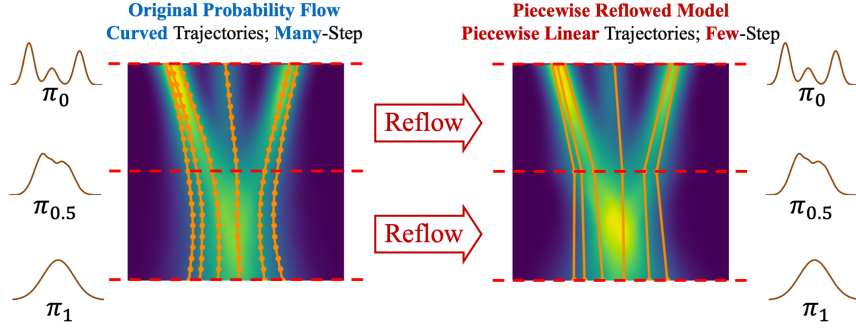 Original Probability Flow
Curved Trajectories; Many-Step
Piecewise Reflowed Model
Piecewise Linear Trajectories; Few-Step
π₀
π₀.₅
π₁
Reflow
Reflow
π₀
π₀.₅
π₁